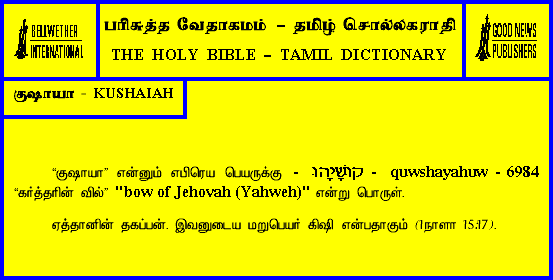 BELLWETHER
INTERNATIONAL
பரிசுத்த வேதாகமம் – தமிழ் சொல்லகராதி
THE HOLY BIBLE – TAMIL DICTIONARY
GOOD NEWS
PUBLISHERS
குஷாயா - KUSHAIAH
“குஷாயா” என்னும் எபிரெய பெயருக்கு - קוּשָׁיָהוּ - quwshayahuw - 6984
“கர்த்தரின் வில்” "bow of Jehovah (Yahweh)" என்று பொருள்.
ஏத்தானின் தகப்பன். இவனுடைய மறுபெயர் கிஷி என்பதாகும் (1நாளா 15:17).